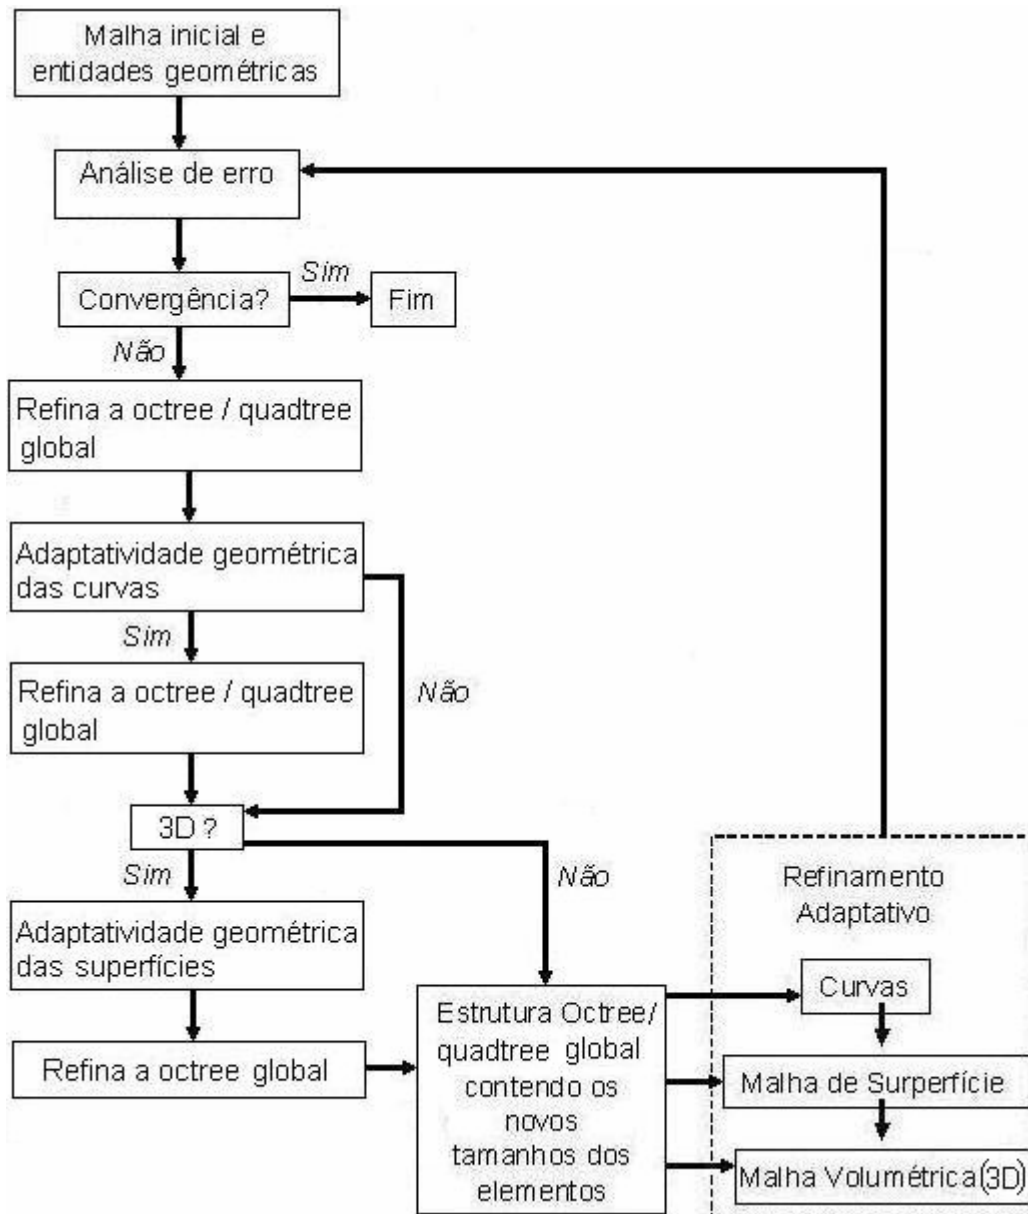 Malha inicial e
entidades geométricas
Análise de erro
Convergência?
Sim
Fim
Não
Refina a octree / quadtree
global
Adaptatividade geométrica
das curvas
Sim
Não
Refina a octree / quadtree
global
3D ?
Sim
Não
Adaptatividade geométrica
das superfícies
Refina a octree global
Estrutura Octree/
quadtree global
contendo os
novos
tamanhos dos
elementos
Refinamento
Adaptativo
Curvas
Malha de Surperfície
Malha Volumétrica(3D)